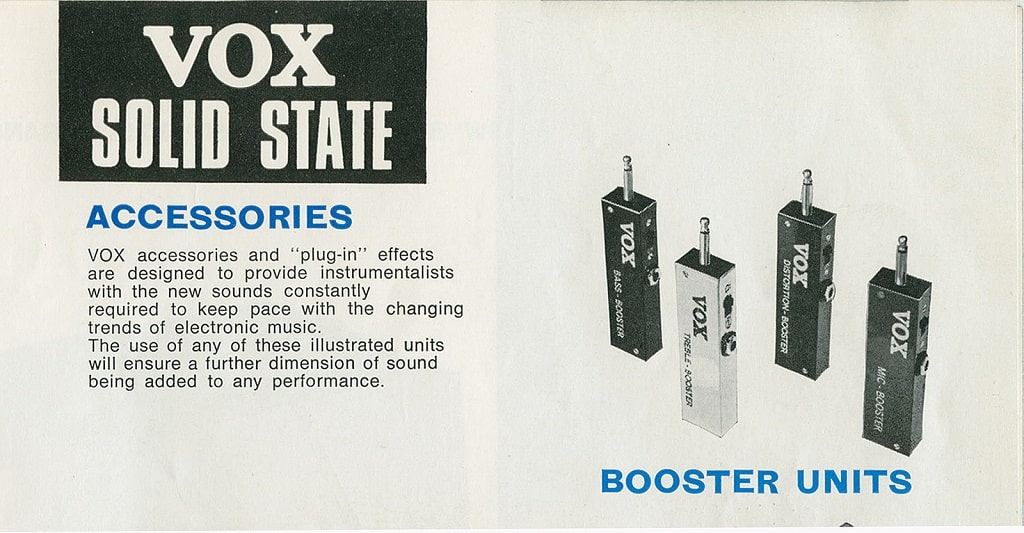 VOX
SOLID STATE
ACCESSORIES
VOX accessories and "plug-in" effects
are designed to provide instrumentalists
with the new sounds constantly
required to keep pace with the changing
trends of electronic music.
The use of any of these illustrated units
will ensure a further dimension of sound
being added to any performance.
VOX
BASS-BOOSTER
VOX
TREBLE-BOOSTER
VOX
DISTORTION-BOOSTER
VOX
MIC-BOOSTER
BOOSTER UNITS